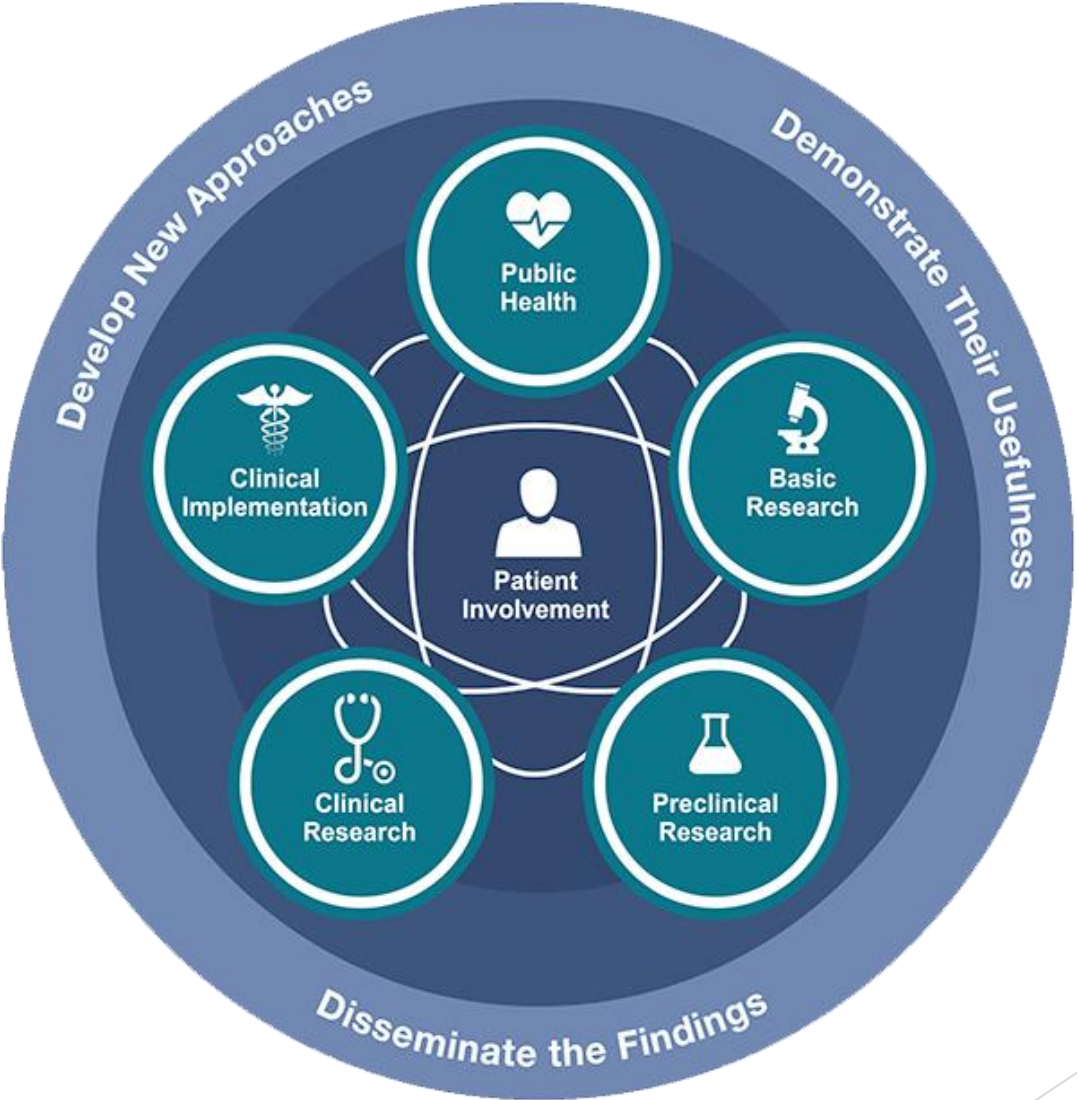 Develop New Approaches
Demonstrate Their Usefulness
Public
Health
Clinical
Implementation
Basic
Research
Patient
Involvement
Clinical
Research
Preclinical
Research
Disseminate the Findings